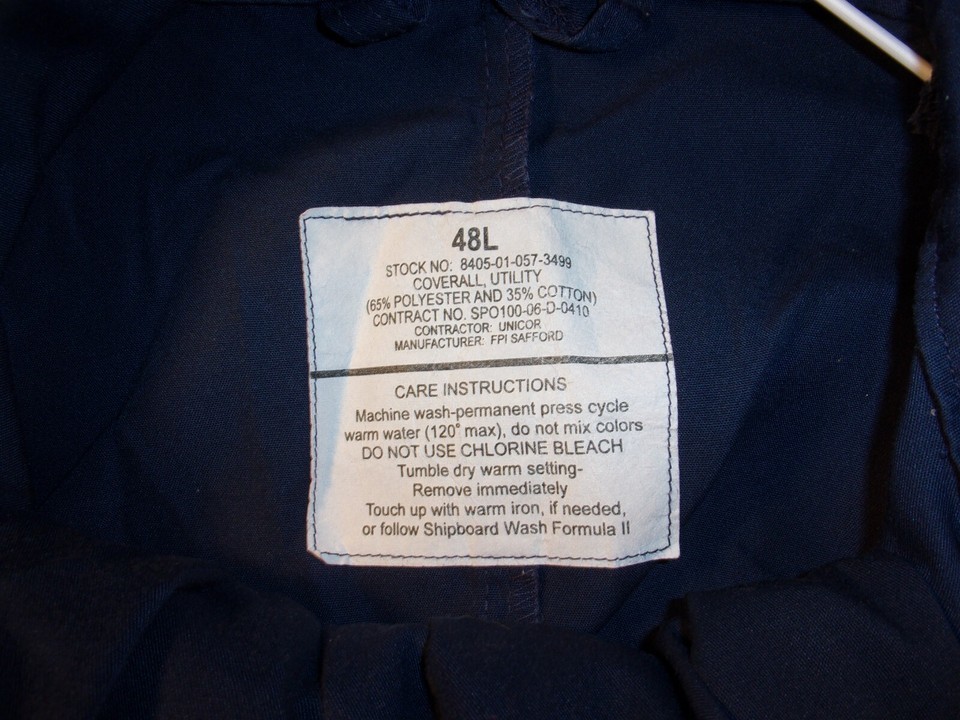 48L
STOCK NO: 8405-01-057-3499
COVERALL, UTILITY
(65% POLYESTER AND 35% COTTON)
CONTRACT NO. SPO100-06-D-0410
CONTRACTOR: UNICOR
MANUFACTURER: FPI SAFFORD
CARE INSTRUCTIONS
Machine wash-permanent press cycle
warm water (120° max), do not mix colors
DO NOT USE CHLORINE BLEACH
Tumble dry warm setting-
Remove immediately
Touch up with warm iron, if needed,
or follow Shipboard Wash Formula II